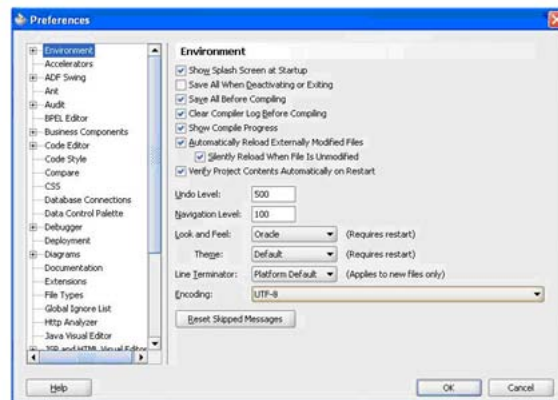 Preferences
Environment
Accelerators
ADF Swing
Ant
Audit
BPEL Editor
Business Components
Code Editor
Code Style
Compare
CSS
Database Connections
Data Control Palette
Debugger
Deployment
Diagrams
Documentation
Extensions
File Types
Global Ignore List
Http Analyzer
Java Visual Editor
JSP and HTML Visual Editor
Environment
Show Splash Screen at Startup
Save All When Deactivating or Exiting
Save All Before Compiling
Clear Compiler Log Before Compiling
Show Compile Progress
Automatically Reload Externally Modified Files
Silently Reload When File Is Unmodified
Verify Project Contents Automatically on Restart
Undo Level: 500
Navigation Level: 100
Look and Feel: Oracle (Requires restart)
Theme: Default (Requires restart)
Line Terminator: Platform Default (Applies to new files only)
Encoding: UTF-8
Reset Skipped Messages
Help OK Cancel